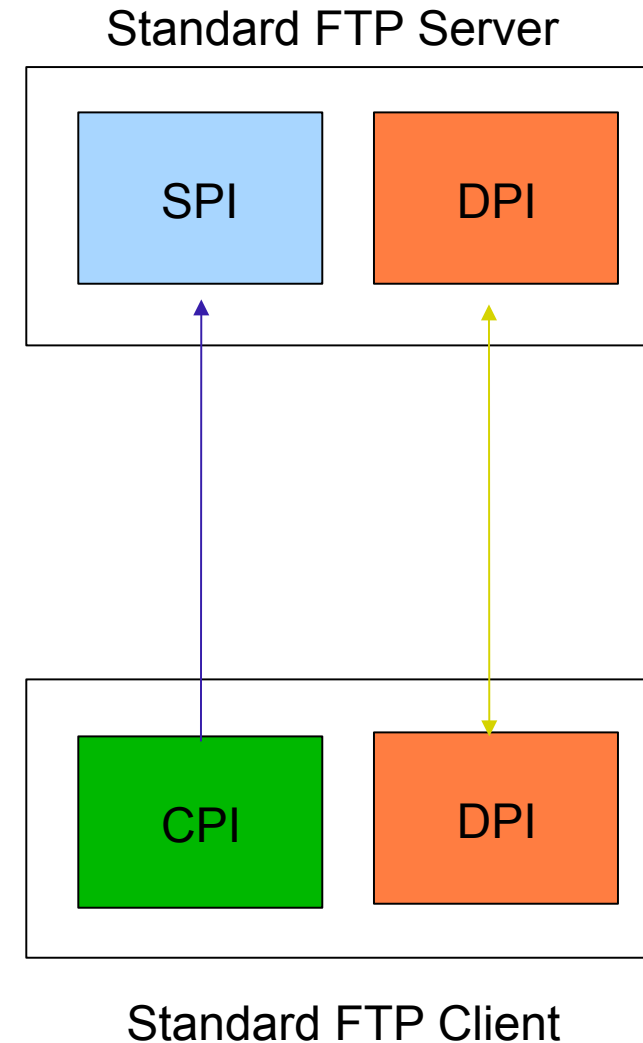 Standard FTP Server
SPI
DPI
CPI
DPI
Standard FTP Client